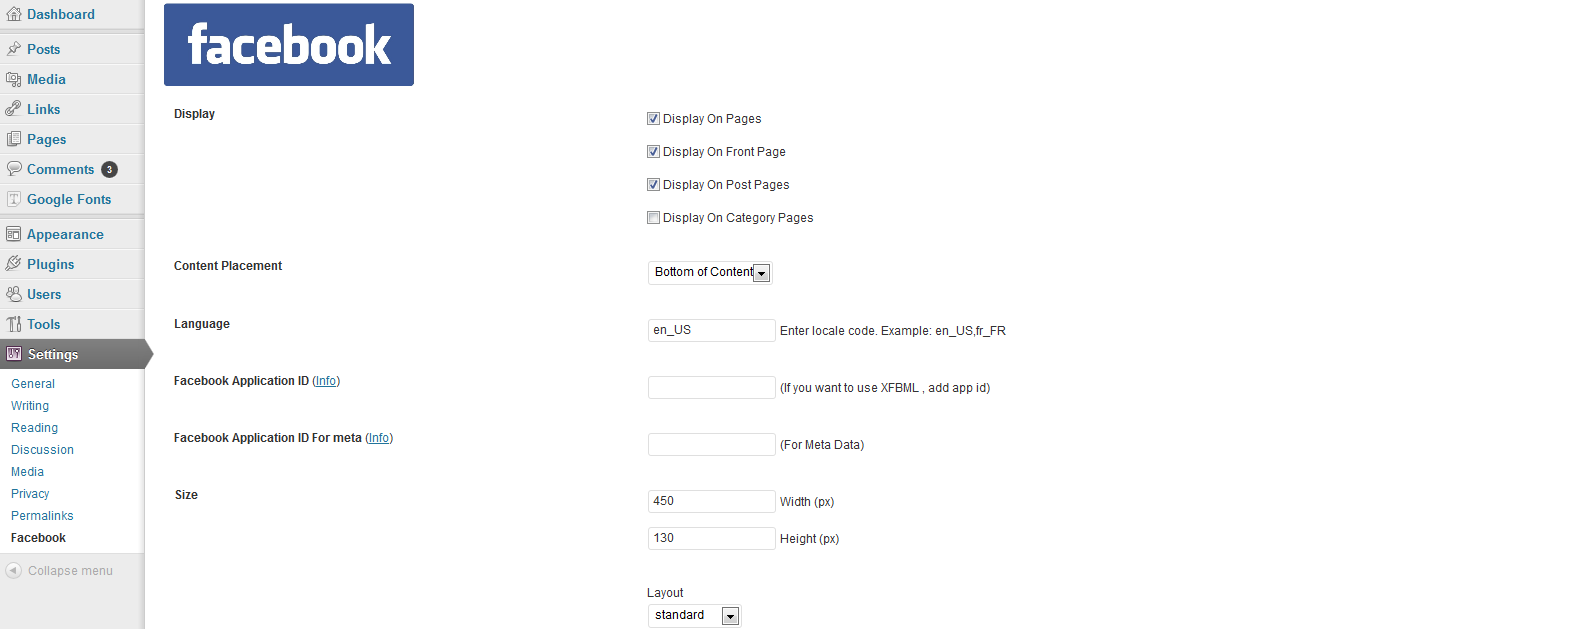 Dashboard
Posts
Media
Links
Pages
Comments 3
Google Fonts
Appearance
Plugins
Users
Tools
Settings
General
Writing
Reading
Discussion
Media
Privacy
Permalinks
Facebook
Collapse menu
facebook
Display
Display On Pages
Display On Front Page
Display On Post Pages
Display On Category Pages
Content Placement
Bottom of Content
Language
en_US Enter locale code. Example: en_US,fr_FR
Facebook Application ID (Info)
(If you want to use XFBML , add app id)
Facebook Application ID For meta (Info)
(For Meta Data)
Size
450 Width (px)
130 Height (px)
Layout
standard